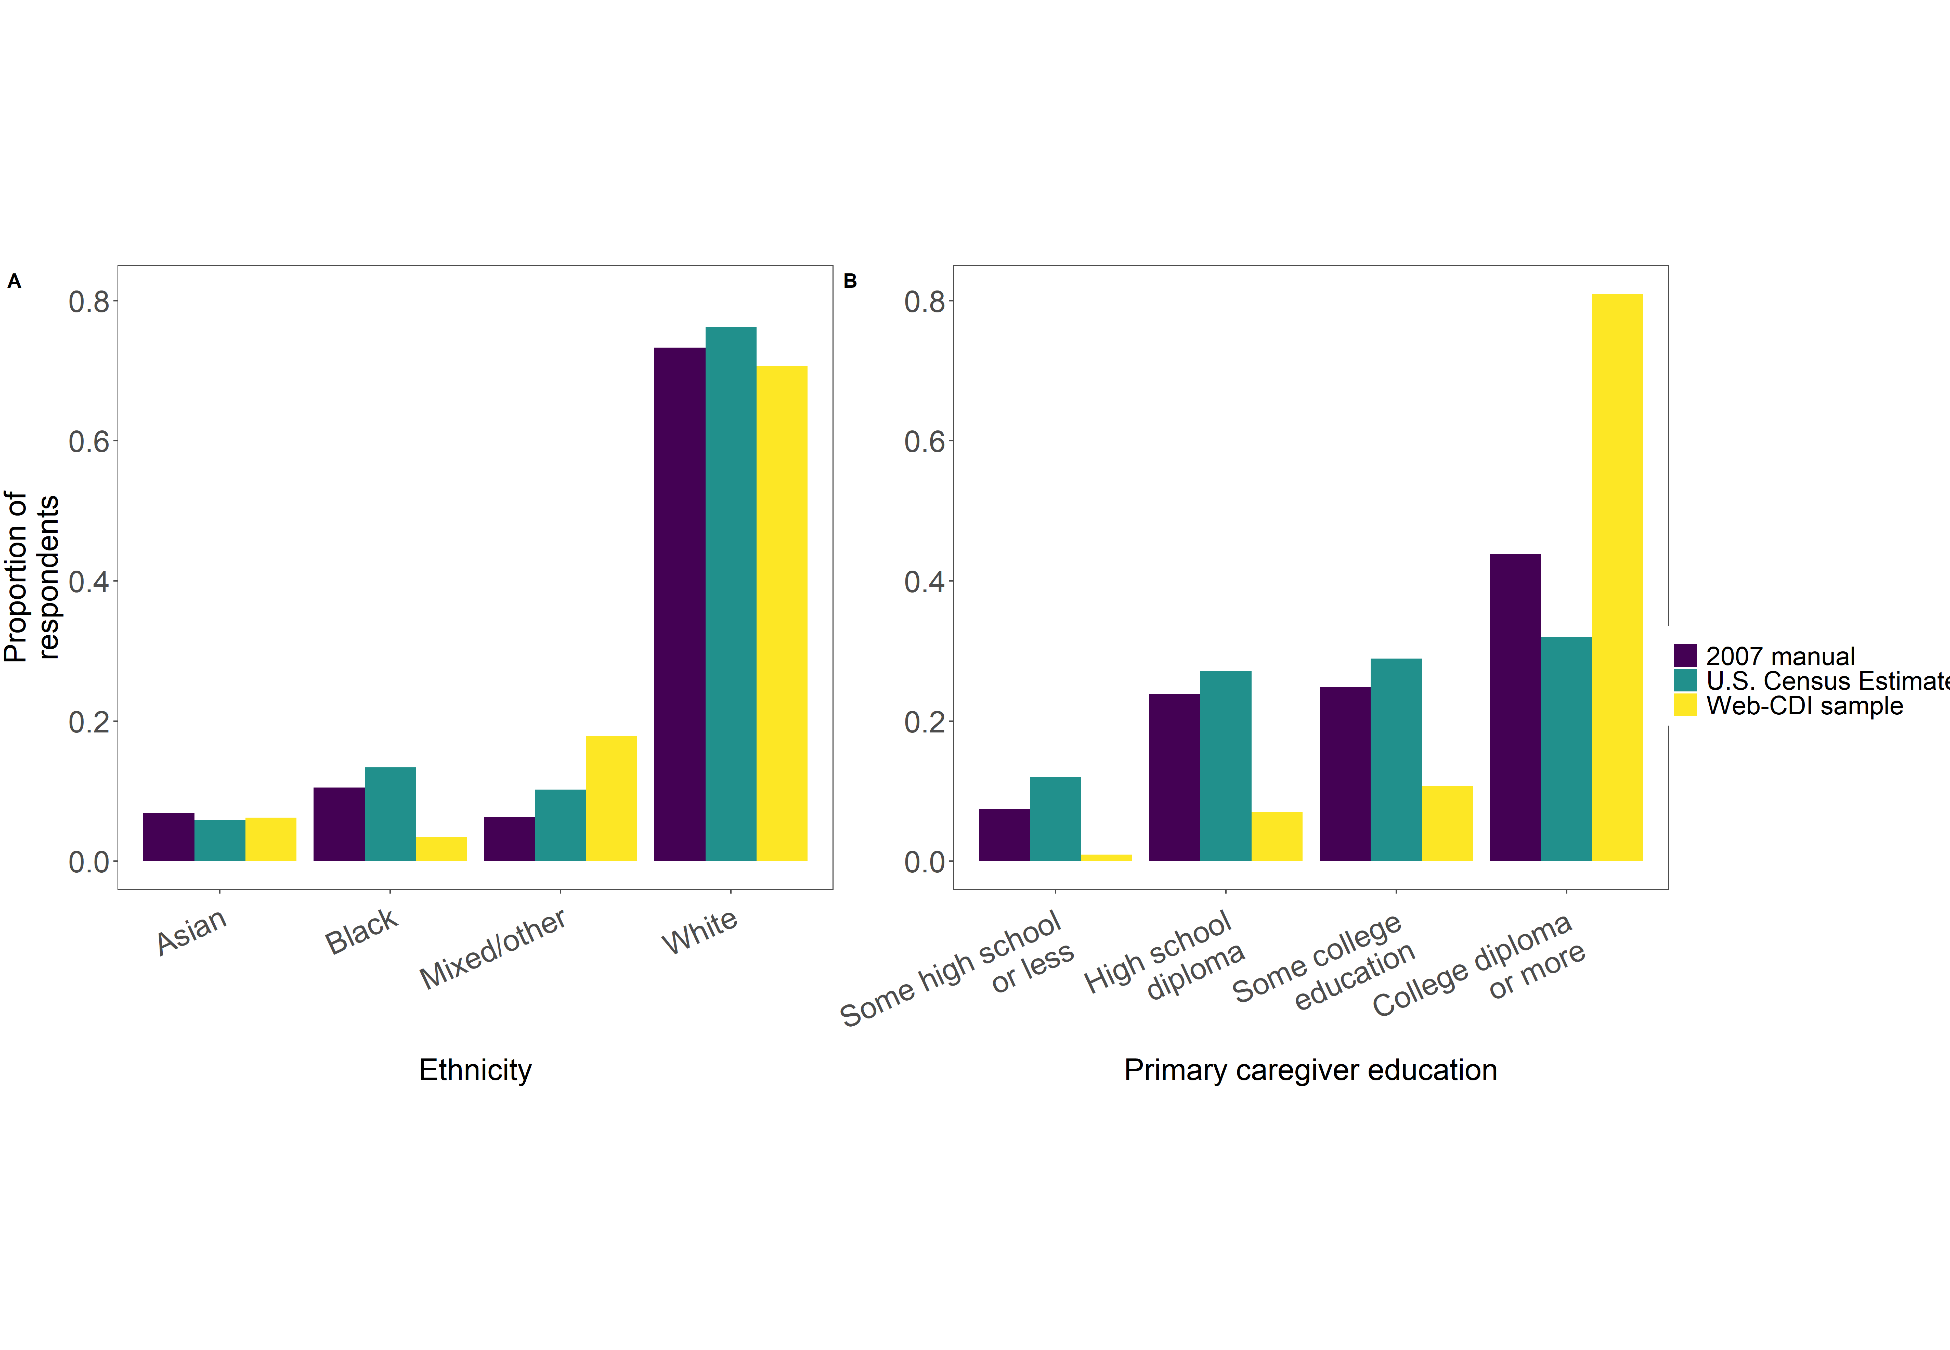 A
B
Proportion of
respondents
0.8
0.6
0.4
0.2
0.0
Asian
Black
Mixed/other
White
Ethnicity
0.8
0.6
0.4
0.2
0.0
Some high school
or less
High school
diploma
Some college
education
College diploma
or more
Primary caregiver education
2007 manual
U.S. Census Estimate
Web-CDI sample